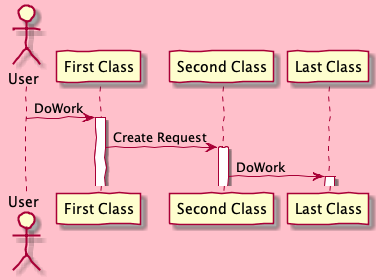 User
First Class
Second Class
Last Class
DoWork
Create Request
DoWork
User
First Class
Second Class
Last Class